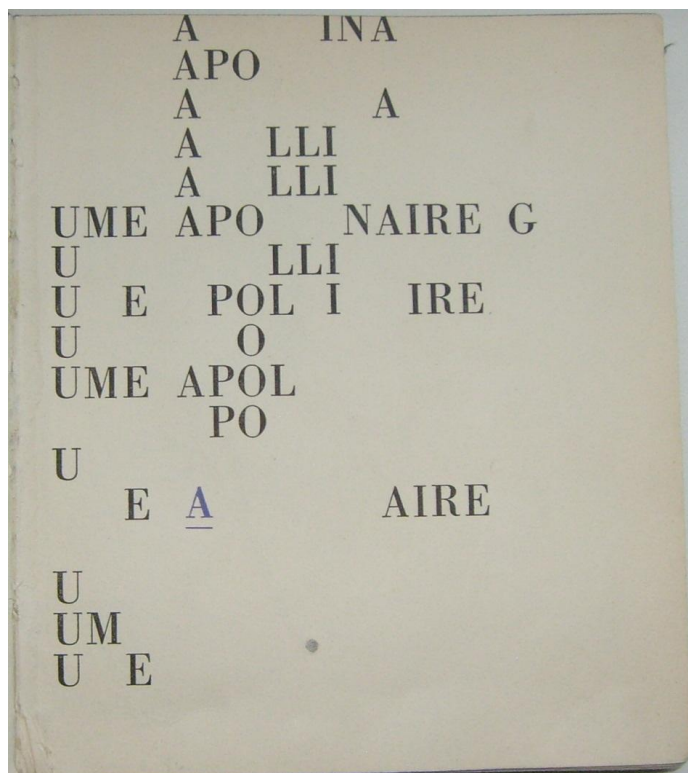 A INA
APO
A A
A LLI
A LLI
UME APO NAIRE G
U LLI
U E POL I IRE
U O
UME APOL
PO
U
E A AIRE
U
UM
U E